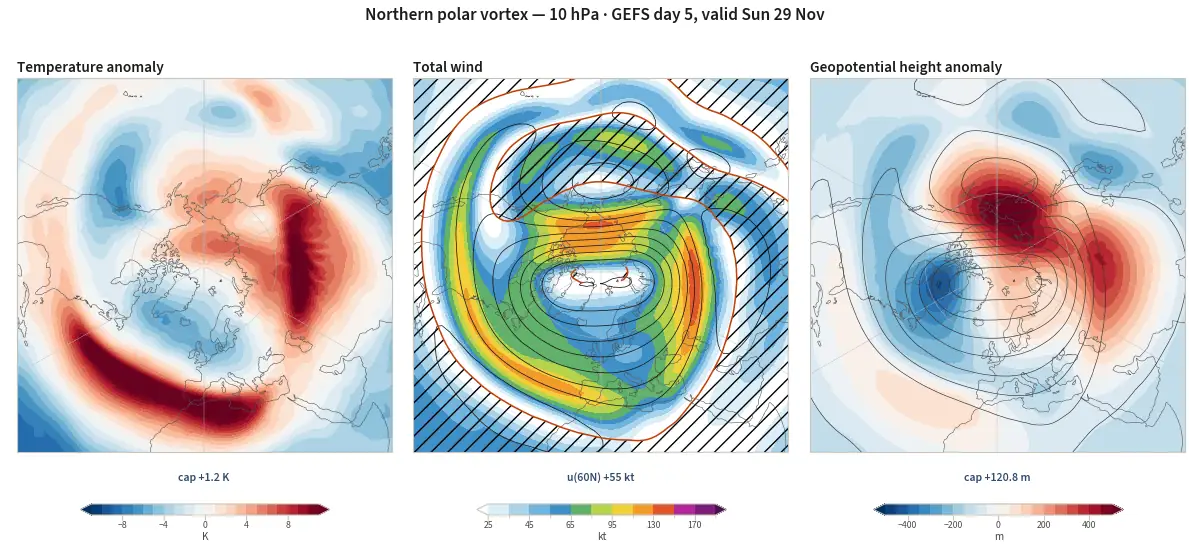 Northern polar vortex — 10 hPa · GEFS day 5, valid Sun 29 Nov
Temperature anomaly
Total wind
Geopotential height anomaly
cap +1.2 K
u(60N) +55 kt
cap +120.8 m
−8 −4 0 4 8
K
25 45 65 95 130 170
kt
−400 −200 0 200 400
m